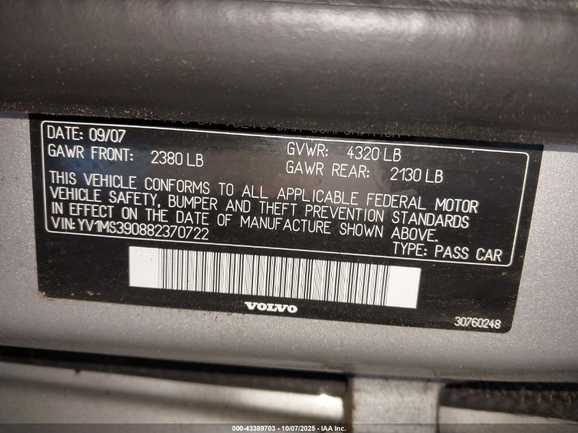 DATE: 09/07 GVWR: 4320 LB
GAWR FRONT: 2380 LB GAWR REAR: 2130 LB
THIS VEHICLE CONFORMS TO ALL APPLICABLE FEDERAL MOTOR
VEHICLE SAFETY, BUMPER AND THEFT PREVENTION STANDARDS
IN EFFECT ON THE DATE OF MANUFACTURE SHOWN ABOVE.
VIN: YV1MS390882370722 TYPE: PASS CAR
VOLVO
30760248
000-43389703 - 10/07/2025 - IAA Inc.